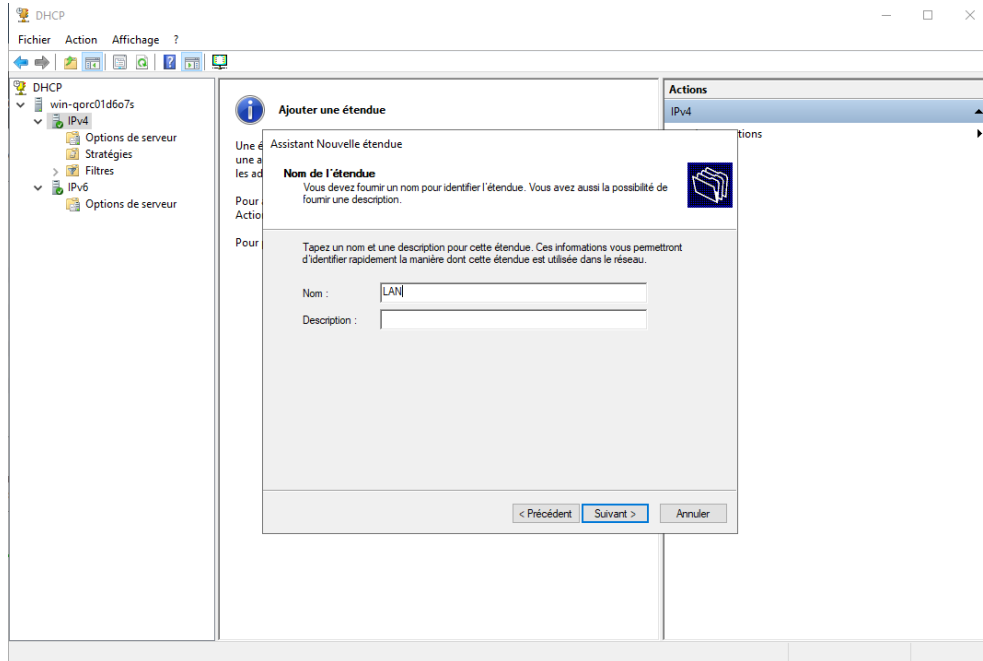 DHCP
Fichier Action Affichage ?
DHCP
win-qorc01d6o7s
IPv4
Options de serveur
Stratégies
Filtres
IPv6
Options de serveur
Ajouter une étendue
Une é
une a
les ad
Pour
Actio
Pour
Assistant Nouvelle étendue
Nom de l'étendue
Vous devez fournir un nom pour identifier l'étendue. Vous avez aussi la possibilité de
fournir une description.
Tapez un nom et une description pour cette étendue. Ces informations vous permettront
d'identifier rapidement la manière dont cette étendue est utilisée dans le réseau.
Nom : LAN
Description :
< Précédent Suivant > Annuler
Actions
IPv4
tions